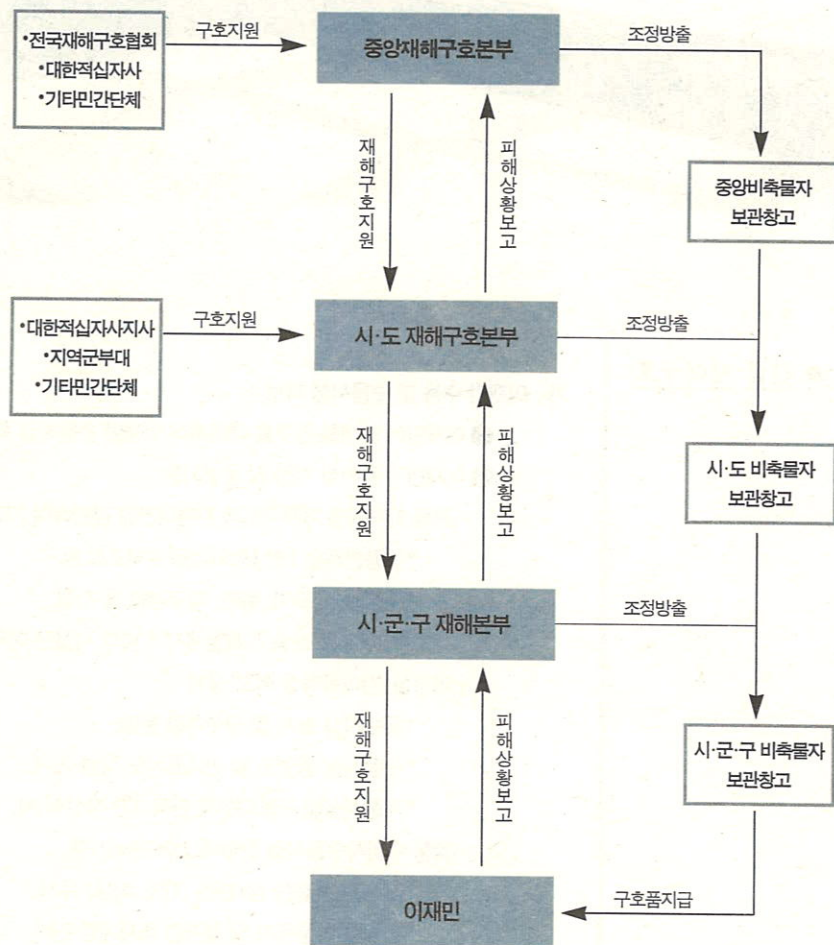 •전국재해구호협회
•대한적십자사
•기타민간단체
구호지원
중앙재해구호본부
조정방출
재해구호지원
피해상황보고
중앙비축물자
보관창고
•대한적십자사지사
•지역군부대
•기타민간단체
구호지원
시·도 재해구호본부
조정방출
재해구호지원
피해상황보고
시·도 비축물자
보관창고
시·군·구 재해본부
조정방출
재해구호지원
피해상황보고
시·군·구 비축물자
보관창고
이재민
구호품지급